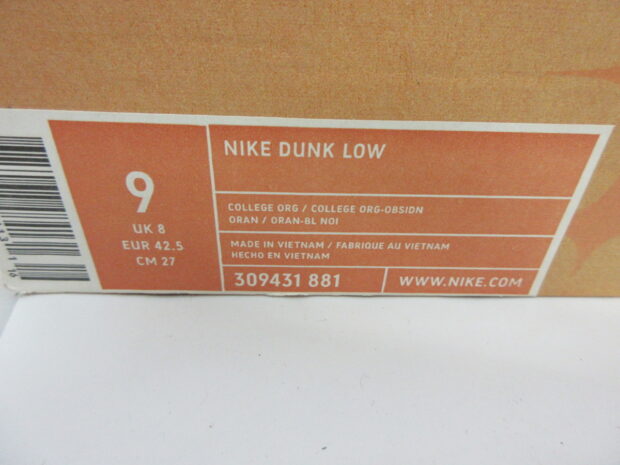 9
UK 8
EUR 42.5
CM 27
NIKE DUNK LOW
COLLEGE ORG / COLLEGE ORG-OBSIDN
ORAN / ORAN-BL NOI
MADE IN VIETNAM / FABRIQUE AU VIETNAM
HECHO EN VIETNAM
309431 881
WWW.NIKE.COM